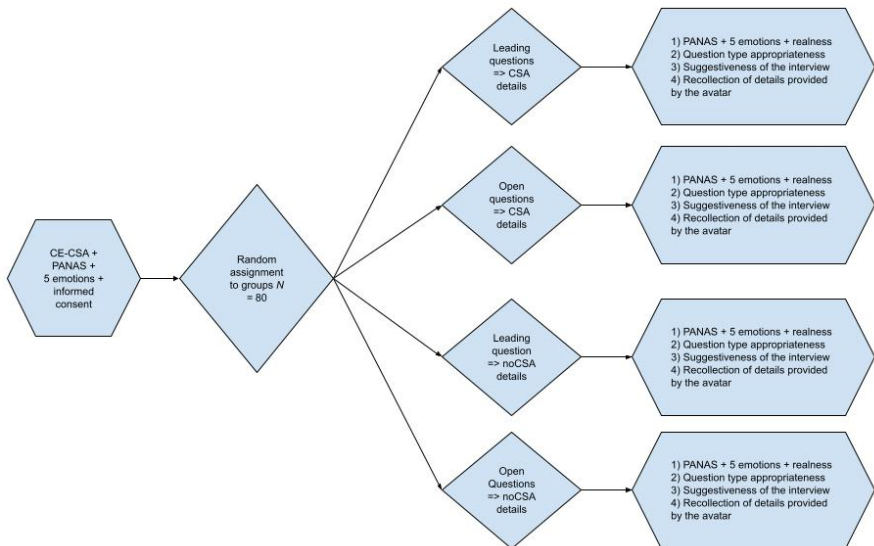 CE-CSA +
PANAS +
5 emotions +
informed
consent
Random
assignment
to groups N
= 80
Leading
questions
=> CSA
details
1) PANAS + 5 emotions + realness
2) Question type appropriateness
3) Suggestiveness of the interview
4) Recollection of details provided
by the avatar
Open
questions
=> CSA
details
1) PANAS + 5 emotions + realness
2) Question type appropriateness
3) Suggestiveness of the interview
4) Recollection of details provided
by the avatar
Leading
question
=> noCSA
details
1) PANAS + 5 emotions + realness
2) Question type appropriateness
3) Suggestiveness of the interview
4) Recollection of details provided
by the avatar
Open
Questions
=> noCSA
details
1) PANAS + 5 emotions + realness
2) Question type appropriateness
3) Suggestiveness of the interview
4) Recollection of details provided
by the avatar